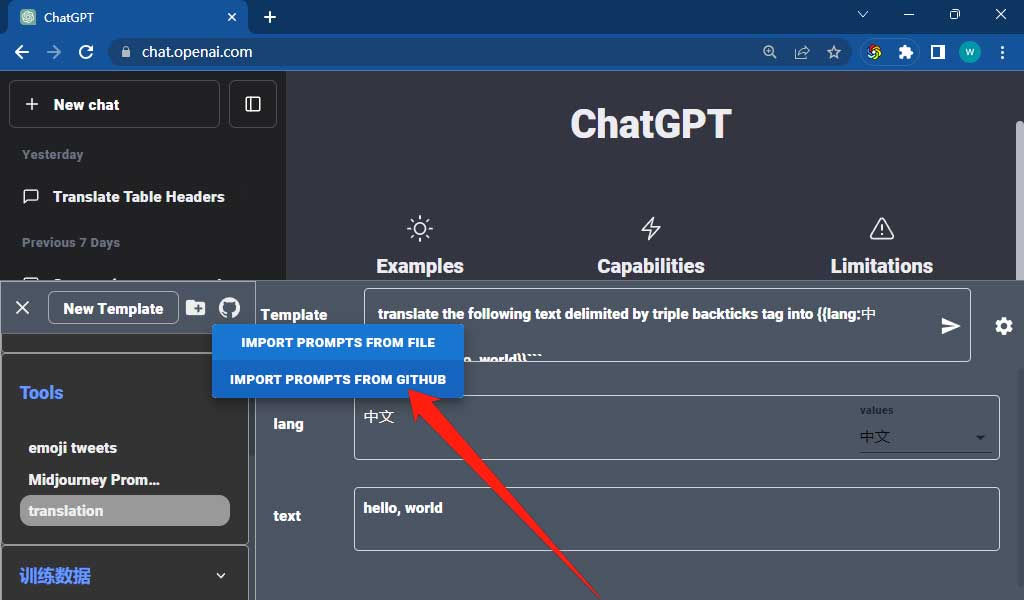 ChatGPT
chat.openai.com
W
New chat
Yesterday
Translate Table Headers
Previous 7 Days
ChatGPT
Examples
Capabilities
Limitations
New Template
Template
translate the following text delimited by triple backticks tag into {{lang:中
world}}```
IMPORT PROMPTS FROM FILE
IMPORT PROMPTS FROM GITHUB
Tools
emoji tweets
Midjourney Prom...
translation
训练数据
lang
中文
values
中文
text
hello, world